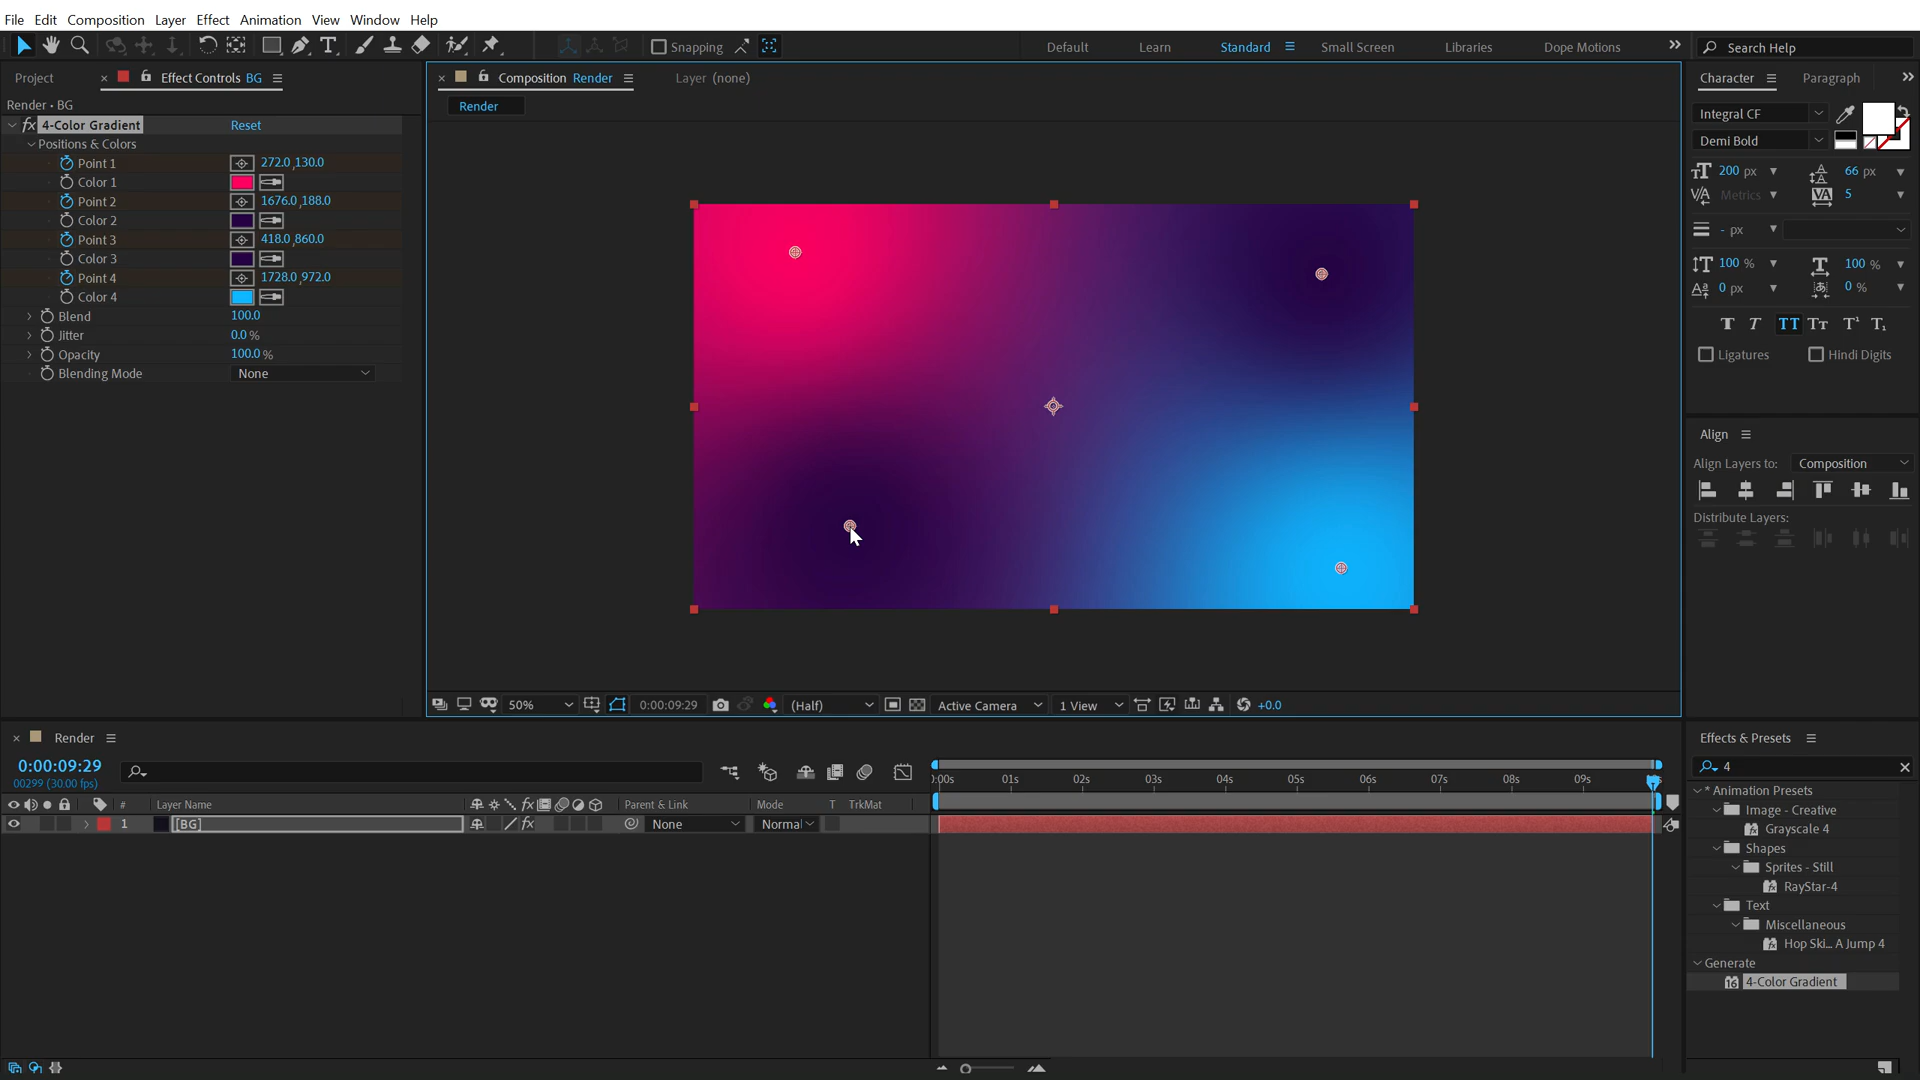 File Edit Composition Layer Effect Animation View Window Help
Snapping Default Learn Standard Small Screen Libraries Dope Motions Search Help
Project Effect Controls BG
Composition Render Layer (none)
Character Paragraph
Render • BG
Render
fx 4-Color Gradient Reset
Positions & Colors
Point 1 272.0,130.0
Color 1
Point 2 1676.0,188.0
Color 2
Point 3 418.0,860.0
Color 3
Point 4 1728.0,972.0
Color 4
Blend 100.0
Jitter 0.0 %
Opacity 100.0 %
Blending Mode None
Integral CF
Demi Bold
200 px 66 px
Metrics 5
- px
100 % 100 %
0 px 0 %
T T TT Tт T¹ T₁
Ligatures Hindi Digits
Align
Align Layers to: Composition
Distribute Layers:
50% 0:00:09:29 (Half) Active Camera 1 View +0.0
Render
0:00:09:29
00299 (30.00 fps)
):00s 01s 02s 03s 04s 05s 06s 07s 08s 09s
# Layer Name fx Parent & Link Mode T TrkMat
1 [BG] fx None Normal
Effects & Presets
4
* Animation Presets
Image - Creative
Grayscale 4
Shapes
Sprites - Still
RayStar-4
Text
Miscellaneous
Hop Ski... A Jump 4
Generate
16 4-Color Gradient